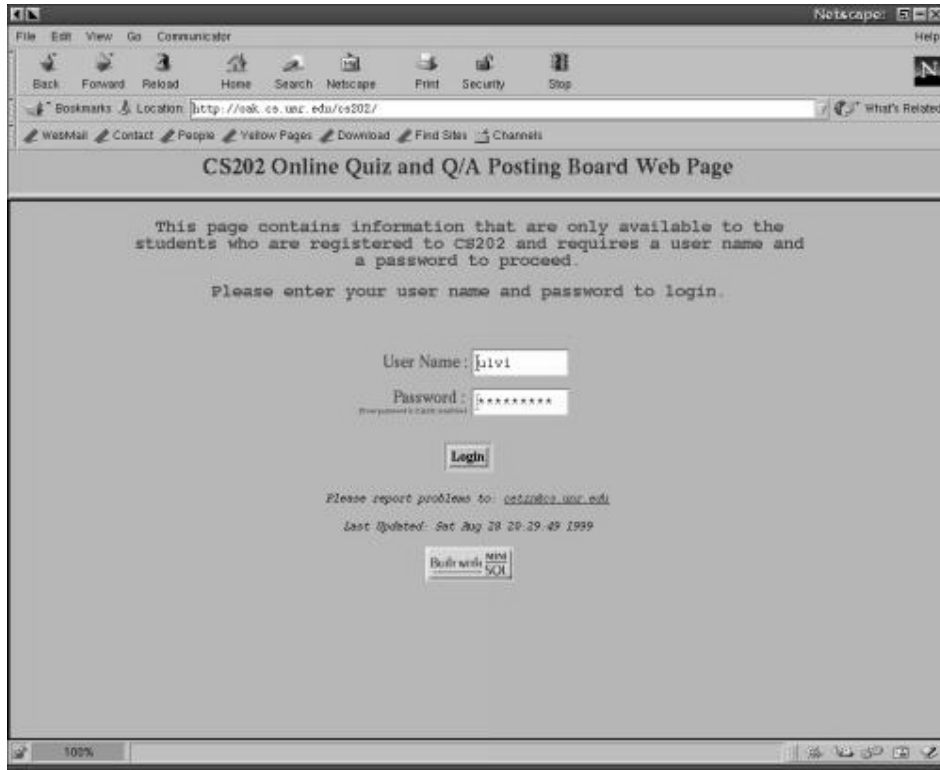 Netscape:
File Edit View Go Communicator Help
Back Forward Reload Home Search Netscape Print Security Stop
N
Bookmarks Location: http://oak.cs.unr.edu/cs202/ What's Related
WebMail Contact People Yellow Pages Download Find Sites Channels
CS202 Online Quiz and Q/A Posting Board Web Page
This page contains information that are only available to the
students who are registered to CS202 and requires a user name and
a password to proceed.
Please enter your user name and password to login.
User Name : ulvi
Password : *********
Login
Please report problems to:
Last Updated: Sat Aug 28 20:29:49 1999
Built with MINI
SQL
100%